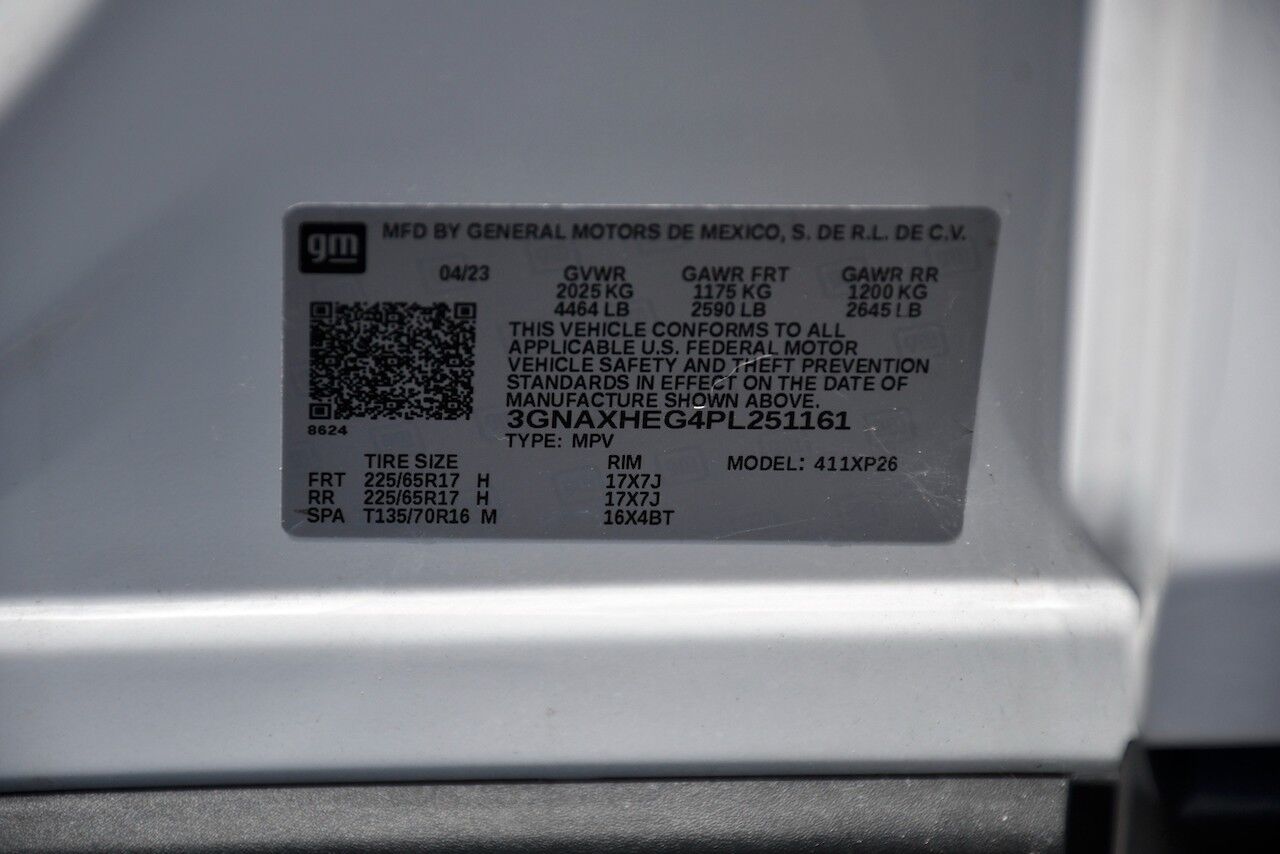 gm MFD BY GENERAL MOTORS DE MEXICO, S. DE R.L. DE C.V.
04/23 GVWR GAWR FRT GAWR RR
2025 KG 1175 KG 1200 KG
4464 LB 2590 LB 2645 LB
THIS VEHICLE CONFORMS TO ALL
APPLICABLE U.S. FEDERAL MOTOR
VEHICLE SAFETY AND THEFT PREVENTION
STANDARDS IN EFFECT ON THE DATE OF
MANUFACTURE SHOWN ABOVE.
3GNAXHEG4PL251161
8624
TYPE: MPV
TIRE SIZE RIM MODEL: 411XP26
FRT 225/65R17 H 17X7J
RR 225/65R17 H 17X7J
SPA T135/70R16 M 16X4BT